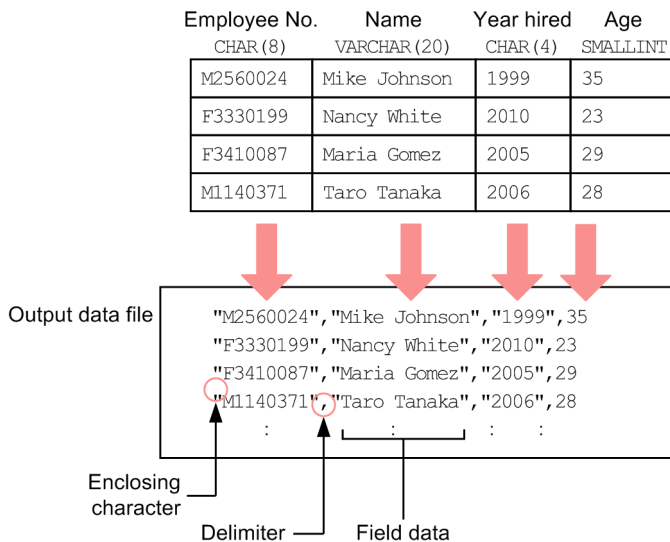 Employee No. Name Year hired Age
CHAR(8) VARCHAR(20) CHAR(4) SMALLINT
M2560024 Mike Johnson 1999 35
F3330199 Nancy White 2010 23
F3410087 Maria Gomez 2005 29
M1140371 Taro Tanaka 2006 28
Output data file
"M2560024","Mike Johnson","1999",35
"F3330199","Nancy White","2010",23
"F3410087","Maria Gomez","2005",29
"M1140371","Taro Tanaka","2006",28
: : : :
Enclosing
character
Delimiter Field data